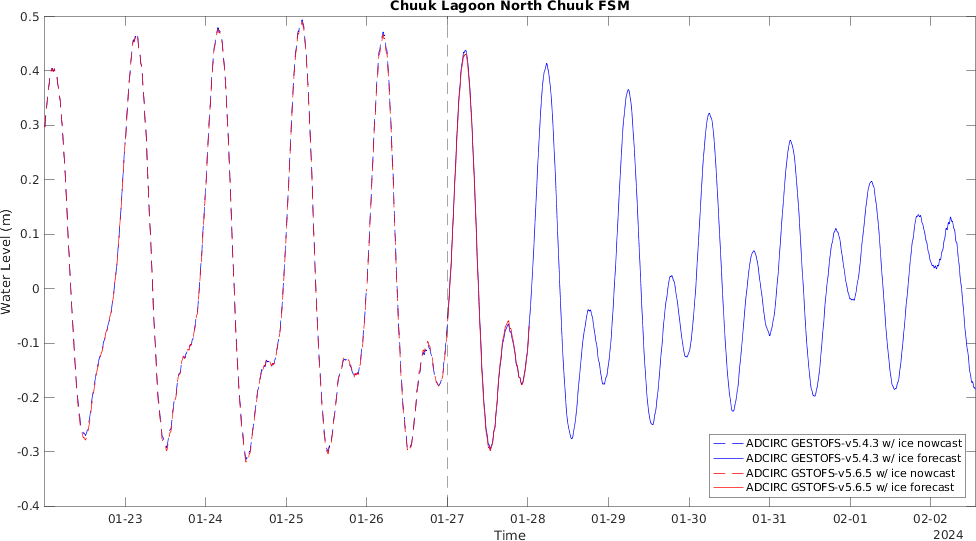 Chuuk Lagoon North Chuuk FSM
0.5
0.4
0.3
0.2
0.1
0
-0.1
-0.2
-0.3
-0.4
Water Level (m)
01-23 01-24 01-25 01-26 01-27 01-28 01-29 01-30 01-31 02-01 02-02
2024
Time
ADCIRC GESTOFS-v5.4.3 w/ ice nowcast
ADCIRC GESTOFS-v5.4.3 w/ ice forecast
ADCIRC GSTOFS-v5.6.5 w/ ice nowcast
ADCIRC GSTOFS-v5.6.5 w/ ice forecast